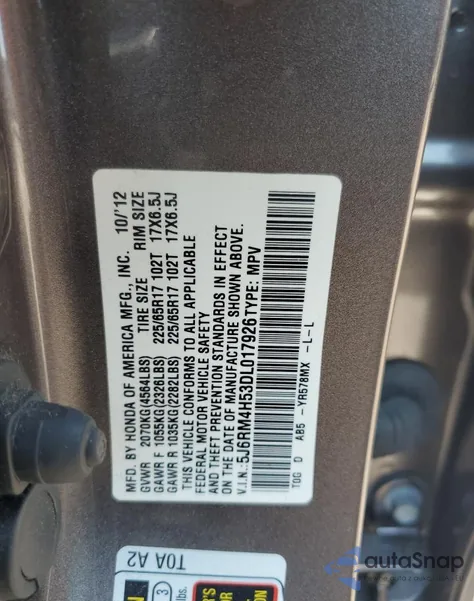 MFD. BY HONDA OF AMERICA MFG., INC. 10/'12
TIRE SIZE RIM SIZE
GVWR 2070KG(4564LBS)
GAWR F 1055KG(2326LBS) 225/65R17 102T 17X6.5J
GAWR R 1035KG(2282LBS) 225/65R17 102T 17X6.5J
THIS VEHICLE CONFORMS TO ALL APPLICABLE
FEDERAL MOTOR VEHICLE SAFETY
AND THEFT PREVENTION STANDARDS IN EFFECT
ON THE DATE OF MANUFACTURE SHOWN ABOVE.
V.I.N.:5J6RM4H53DL017926 TYPE: MPV
T0G D AB5 -YR578MX -L-L
T0A A2
3
lbs.
autoSnap